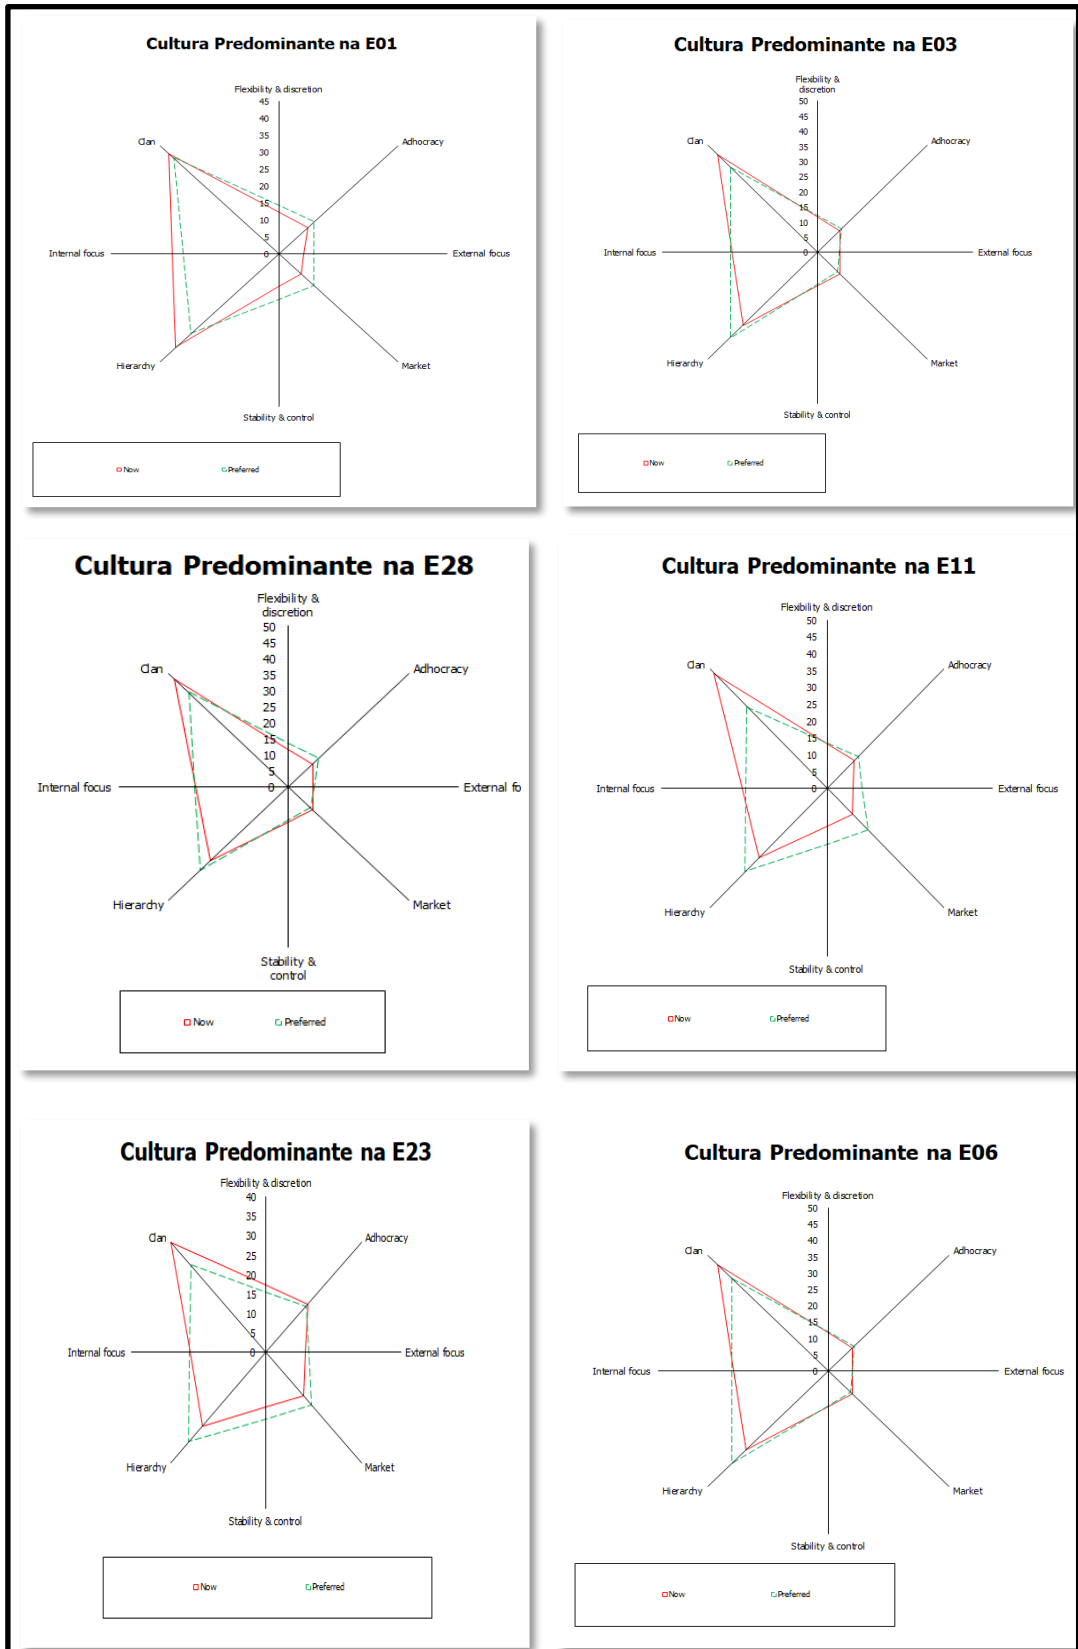 Cultura Predominante na E01
Flexibility & discretion
45
40
35
30
25
20
15
10
5
0
Clan
Adhocracy
Internal focus
External focus
Hierarchy
Market
Stability & control
Now
Preferred
Cultura Predominante na E03
Flexibility &
discretion
50
45
40
35
30
25
20
15
10
5
0
Clan
Adhocracy
Internal focus
External focus
Hierarchy
Market
Stability & control
Now
Preferred
Cultura Predominante na E28
Flexibility &
discretion
50
45
40
35
30
25
20
15
10
5
0
Clan
Adhocracy
Internal focus
External fo
Hierarchy
Market
Stability &
control
Now
Preferred
Cultura Predominante na E11
Flexibility & discretion
50
45
40
35
30
25
20
15
10
5
0
Clan
Adhocracy
Internal focus
External focus
Hierarchy
Market
Stability & control
Now
Preferred
Cultura Predominante na E23
Flexibility & discretion
40
35
30
25
20
15
10
5
0
Clan
Adhocracy
Internal focus
External focus
Hierarchy
Market
Stability & control
Now
Preferred
Cultura Predominante na E06
Flexibility & discretion
50
45
40
35
30
25
20
15
10
5
0
Clan
Adhocracy
Internal focus
External focus
Hierarchy
Market
Stability & control
Now
Preferred